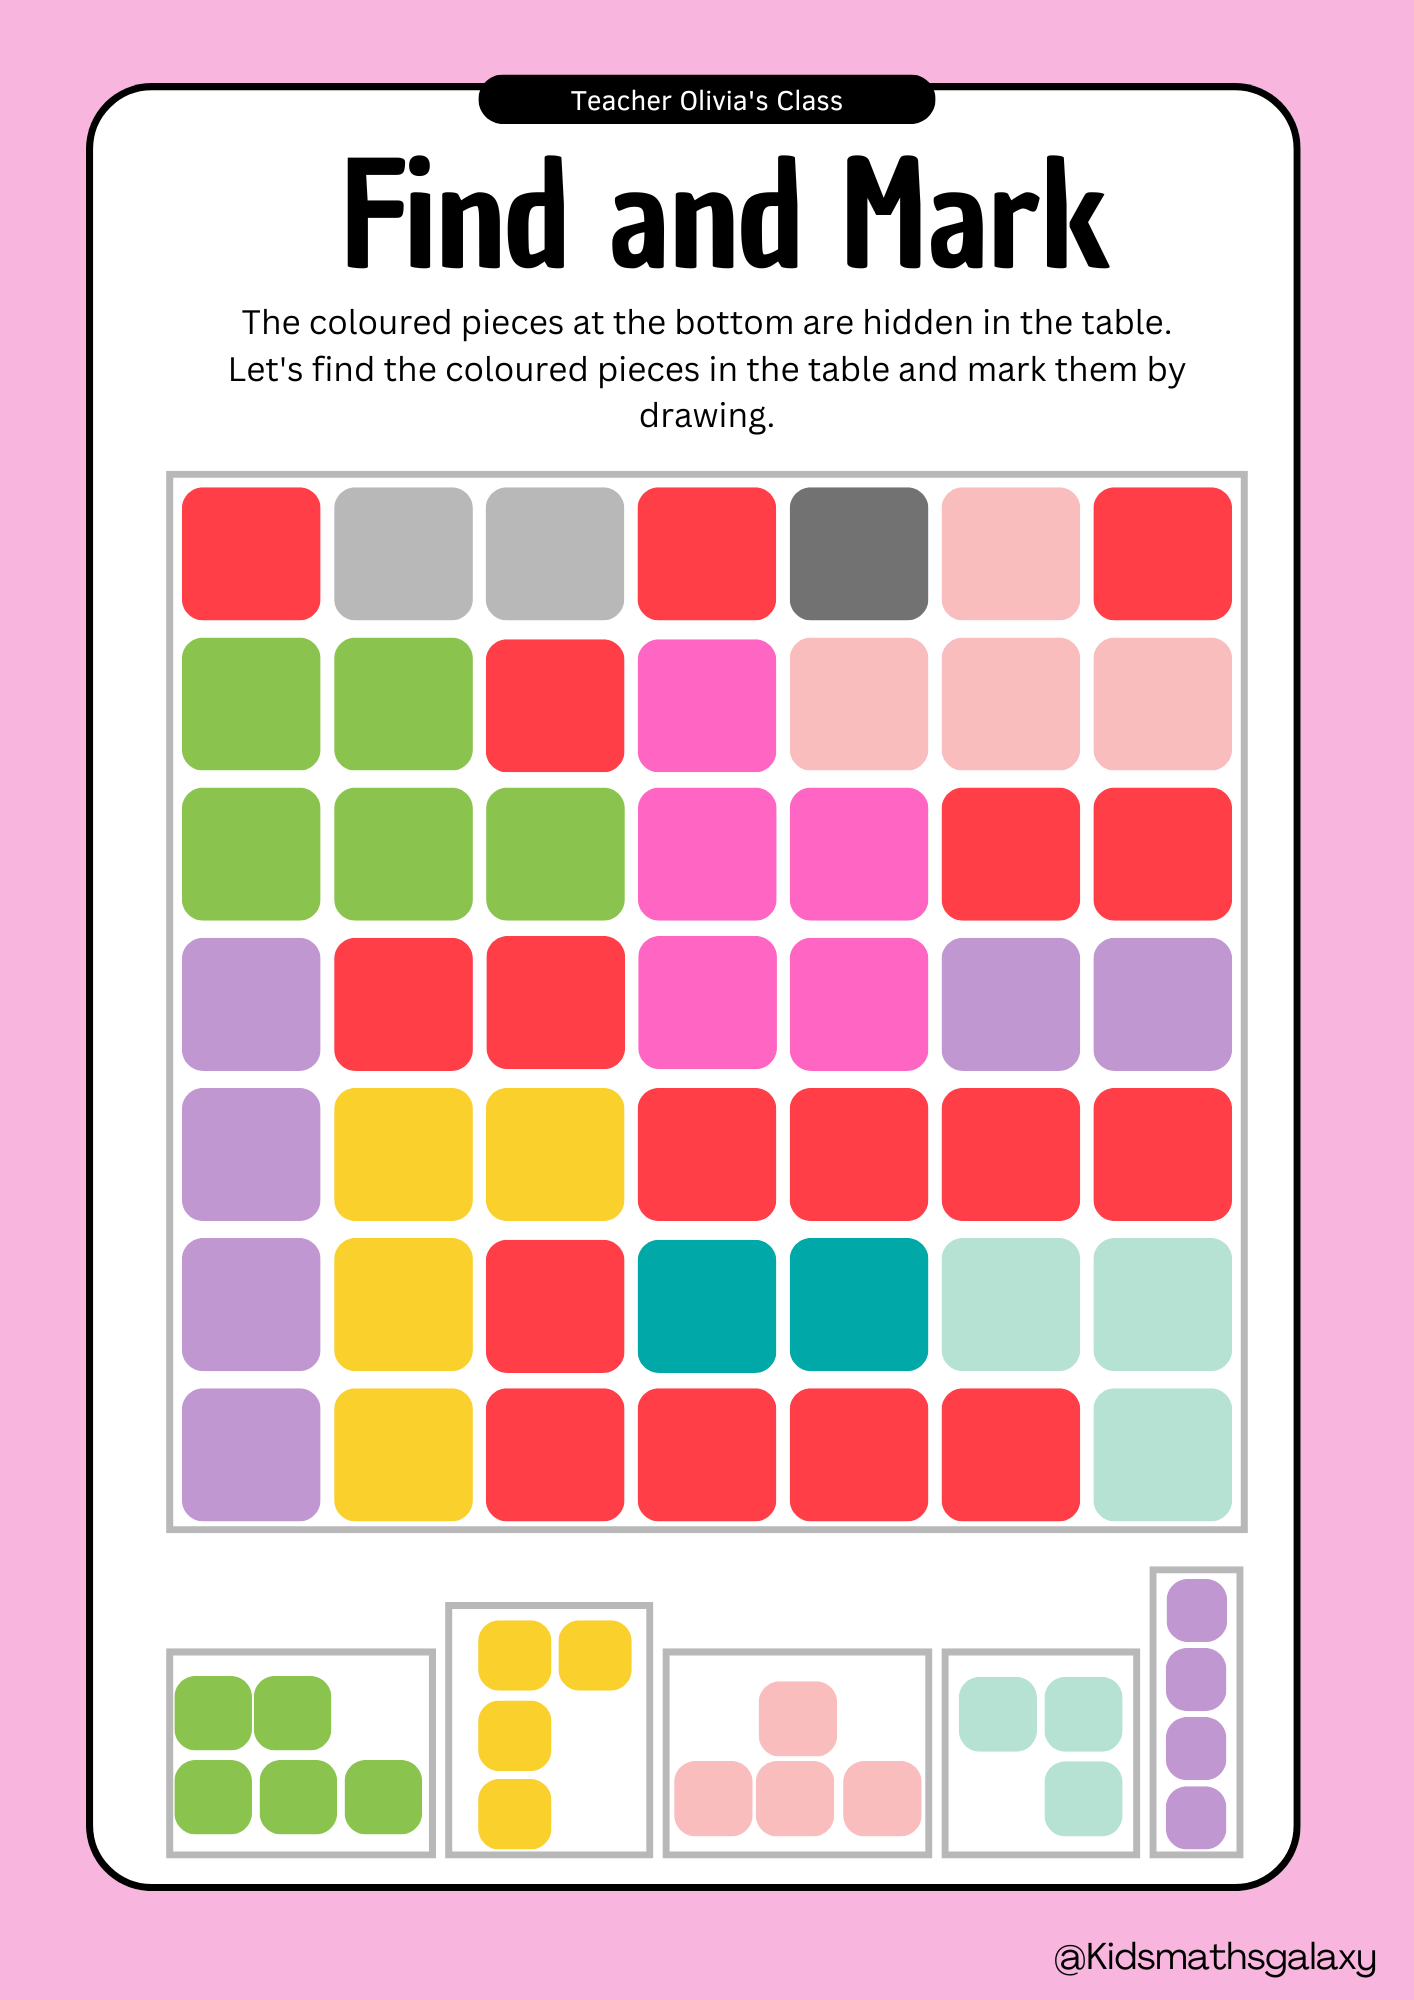 Teacher Olivia's Class
Find and Mark
The coloured pieces at the bottom are hidden in the table.
Let's find the coloured pieces in the table and mark them by
drawing.
@Kidsmathsgalaxy